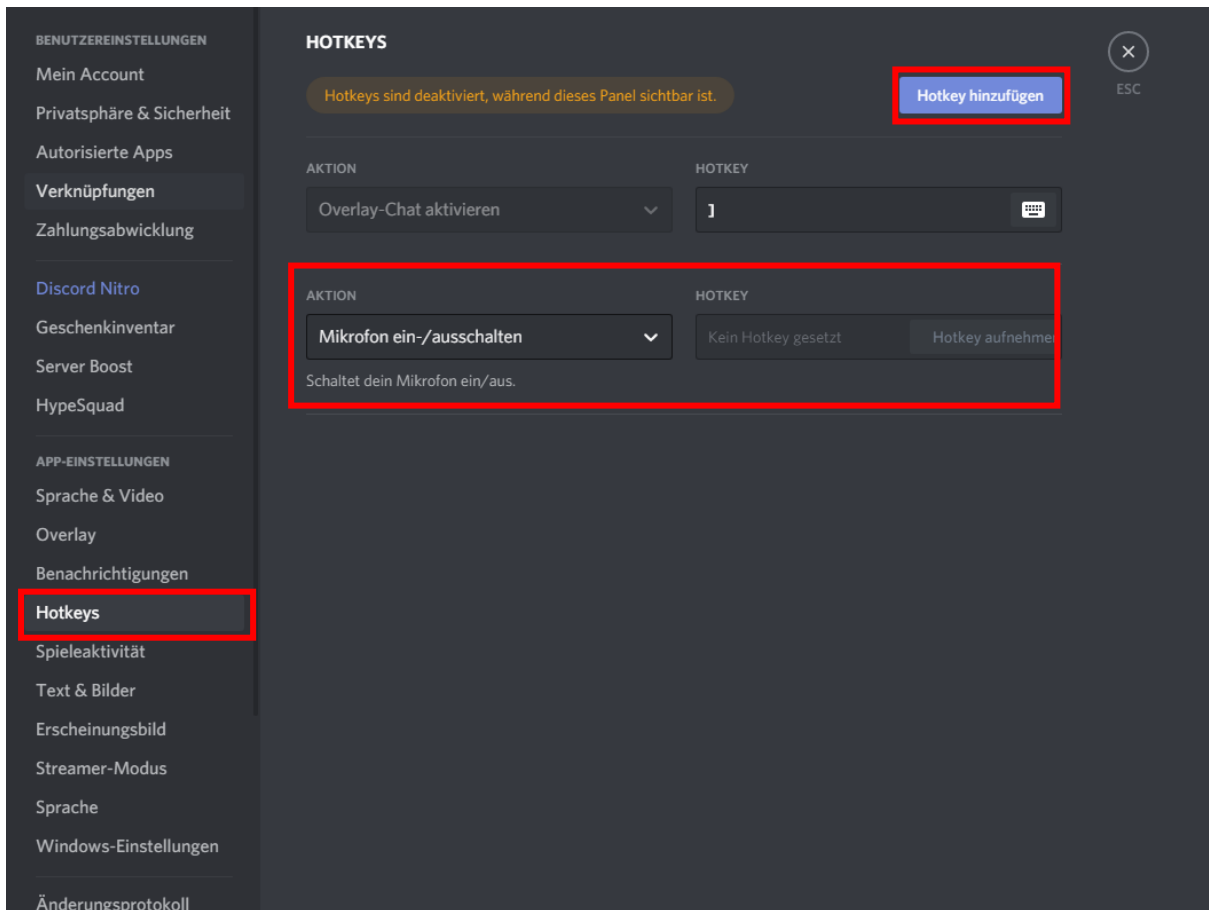 BENUTZEREINSTELLUNGEN
Mein Account
Privatsphäre & Sicherheit
Autorisierte Apps
Verknüpfungen
Zahlungsabwicklung
Discord Nitro
Geschenkinventar
Server Boost
HypeSquad
APP-EINSTELLUNGEN
Sprache & Video
Overlay
Benachrichtigungen
Hotkeys
Spieleaktivität
Text & Bilder
Erscheinungsbild
Streamer-Modus
Sprache
Windows-Einstellungen
Änderungsprotokoll
HOTKEYS
Hotkeys sind deaktiviert, während dieses Panel sichtbar ist.
Hotkey hinzufügen
ESC
AKTION HOTKEY
Overlay-Chat aktivieren ]
AKTION HOTKEY
Mikrofon ein-/ausschalten Kein Hotkey gesetzt Hotkey aufnehmen
Schaltet dein Mikrofon ein/aus.